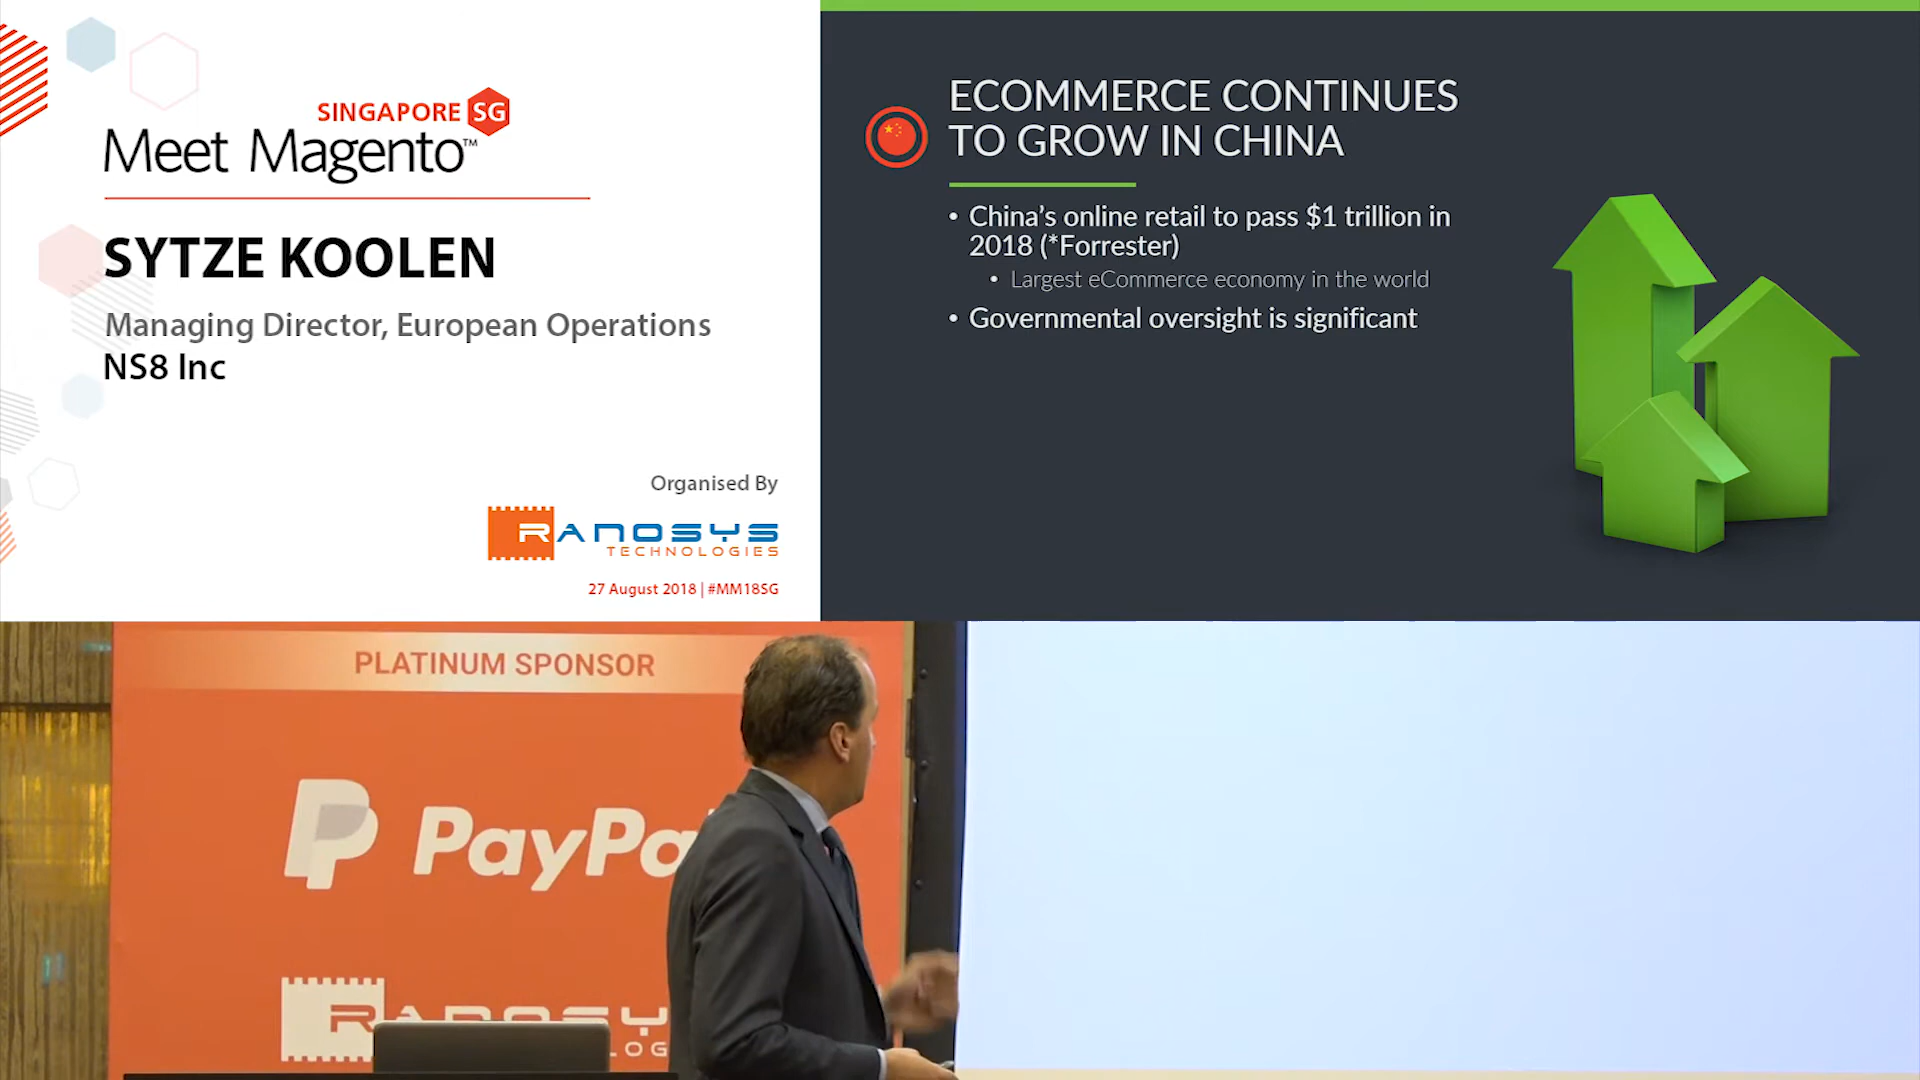 SINGAPORE SG
Meet Magento™
SYTZE KOOLEN
Managing Director, European Operations
NS8 Inc
Organised By
RANOSYS
TECHNOLOGIES
27 August 2018 | #MM18SG
ECOMMERCE CONTINUES
TO GROW IN CHINA
• China’s online retail to pass $1 trillion in
2018 (*Forrester)
• Largest eCommerce economy in the world
• Governmental oversight is significant
PLATINUM SPONSOR
PayPa
RANOSY
LOG